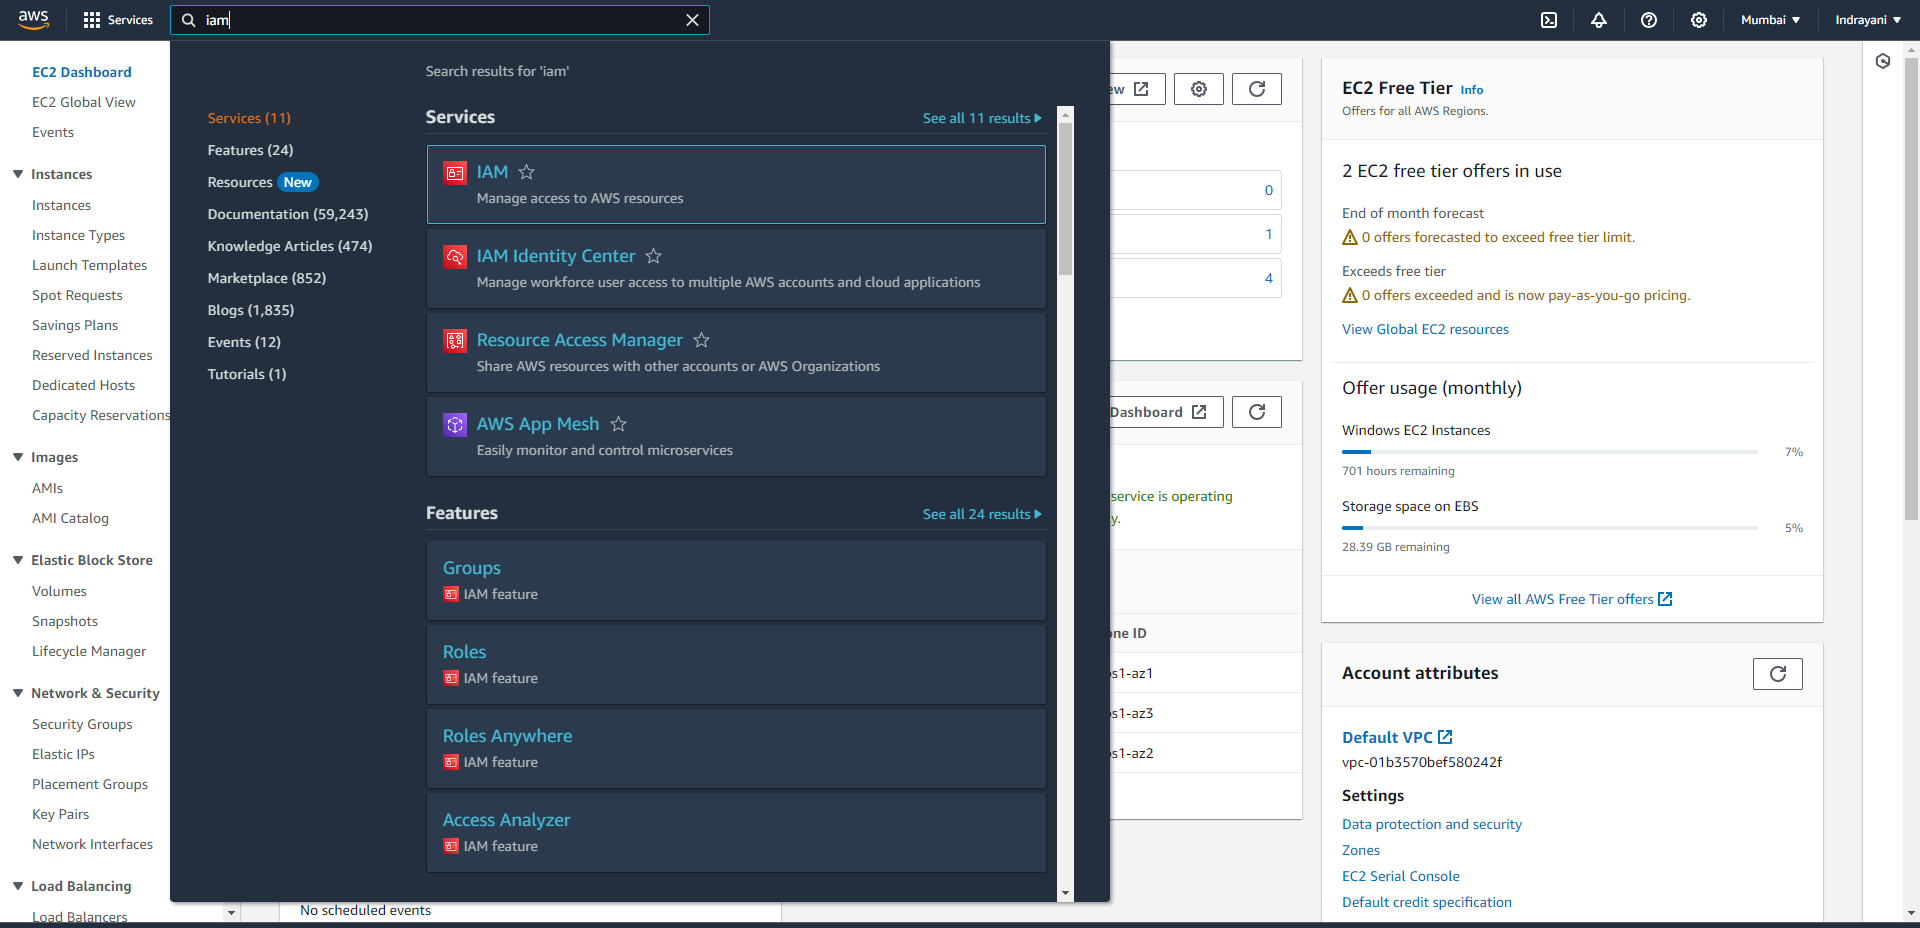 aws
Services
iam
Mumbai
Indrayani
EC2 Dashboard
EC2 Global View
Events
Instances
Instances
Instance Types
Launch Templates
Spot Requests
Savings Plans
Reserved Instances
Dedicated Hosts
Capacity Reservations
Images
AMIs
AMI Catalog
Elastic Block Store
Volumes
Snapshots
Lifecycle Manager
Network & Security
Security Groups
Elastic IPs
Placement Groups
Key Pairs
Network Interfaces
Load Balancing
Load Balancers
Search results for 'iam'
Services (11)
Features (24)
Resources New
Documentation (59,243)
Knowledge Articles (474)
Marketplace (852)
Blogs (1,835)
Events (12)
Tutorials (1)
Services
See all 11 results
IAM
Manage access to AWS resources
IAM Identity Center
Manage workforce user access to multiple AWS accounts and cloud applications
Resource Access Manager
Share AWS resources with other accounts or AWS Organizations
AWS App Mesh
Easily monitor and control microservices
Features
See all 24 results
Groups
IAM feature
Roles
IAM feature
Roles Anywhere
IAM feature
Access Analyzer
IAM feature
No scheduled events
ew
0
1
4
Dashboard
service is operating
y.
one ID
s1-az1
s1-az3
s1-az2
EC2 Free Tier Info
Offers for all AWS Regions.
2 EC2 free tier offers in use
End of month forecast
0 offers forecasted to exceed free tier limit.
Exceeds free tier
0 offers exceeded and is now pay-as-you-go pricing.
View Global EC2 resources
Offer usage (monthly)
Windows EC2 Instances
7%
701 hours remaining
Storage space on EBS
5%
28.39 GB remaining
View all AWS Free Tier offers
Account attributes
Default VPC
vpc-01b3570bef580242f
Settings
Data protection and security
Zones
EC2 Serial Console
Default credit specification